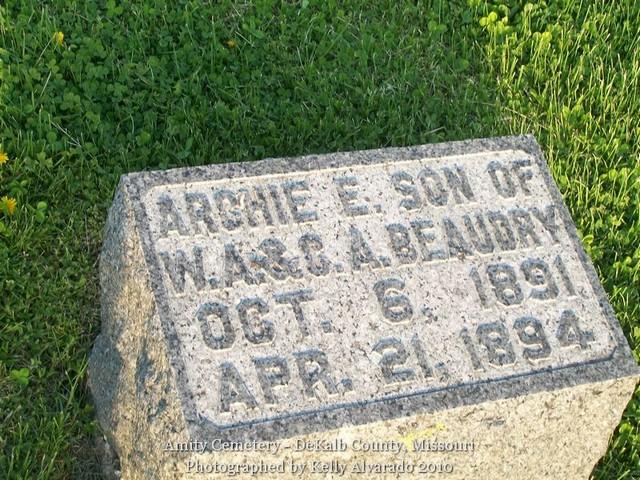 ARCHIE E. SON OF
W.A.&C.A.BEAUDRY
OCT. 6. 1891
APR. 21. 1894
Amity Cemetery - DeKalb County, Missouri
Photographed by Kelly Alvarado 2010